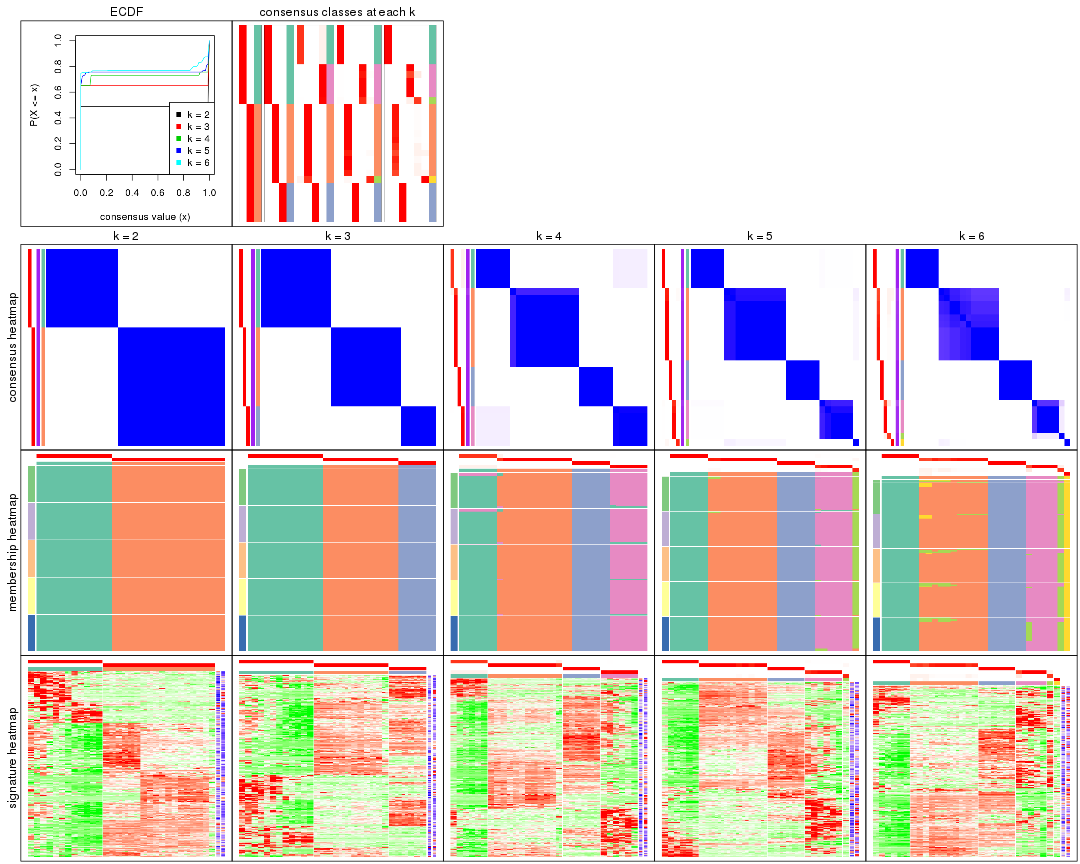 ECDF
consensus classes at each k
P(X <= x)
0.0 0.2 0.4 0.6 0.8 1.0
k = 2
k = 3
k = 4
k = 5
k = 6
0.0 0.2 0.4 0.6 0.8 1.0
consensus value (x)
k = 2
k = 3
k = 4
k = 5
k = 6
consensus heatmap
membership heatmap
signature heatmap